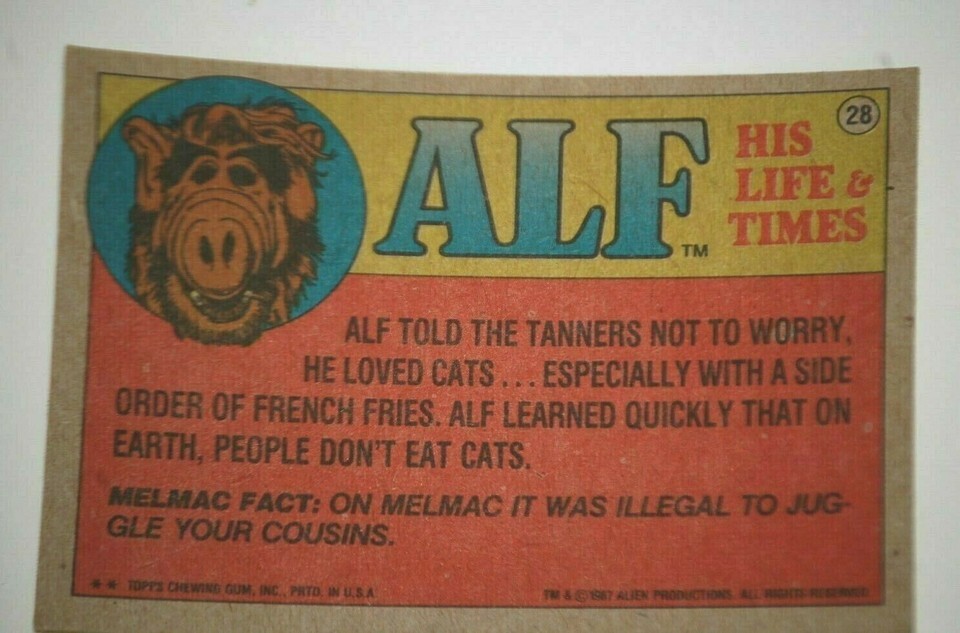 ALF™
HIS
LIFE &
TIMES
28
ALF TOLD THE TANNERS NOT TO WORRY,
HE LOVED CATS... ESPECIALLY WITH A SIDE
ORDER OF FRENCH FRIES. ALF LEARNED QUICKLY THAT ON
EARTH, PEOPLE DON'T EAT CATS.
MELMAC FACT: ON MELMAC IT WAS ILLEGAL TO JUG-
GLE YOUR COUSINS.
** TOPPS CHEWING GUM, INC., PRTD. IN U.S.A.
TM & © 1987 ALIEN PRODUCTIONS. ALL RIGHTS RESERVED